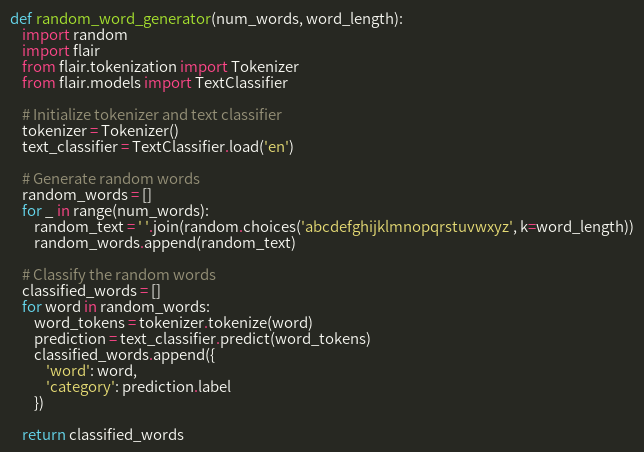 def random_word_generator(num_words, word_length):
    import random
    import flair
    from flair.tokenization import Tokenizer
    from flair.models import TextClassifier

    # Initialize tokenizer and text classifier
    tokenizer = Tokenizer()
    text_classifier = TextClassifier.load('en')

    # Generate random words
    random_words = []
    for _ in range(num_words):
        random_text = ' '.join(random.choices('abcdefghijklmnopqrstuvwxyz', k=word_length))
        random_words.append(random_text)

    # Classify the random words
    classified_words = []
    for word in random_words:
        word_tokens = tokenizer.tokenize(word)
        prediction = text_classifier.predict(word_tokens)
        classified_words.append({
            'word': word,
            'category': prediction.label
        })

    return classified_words